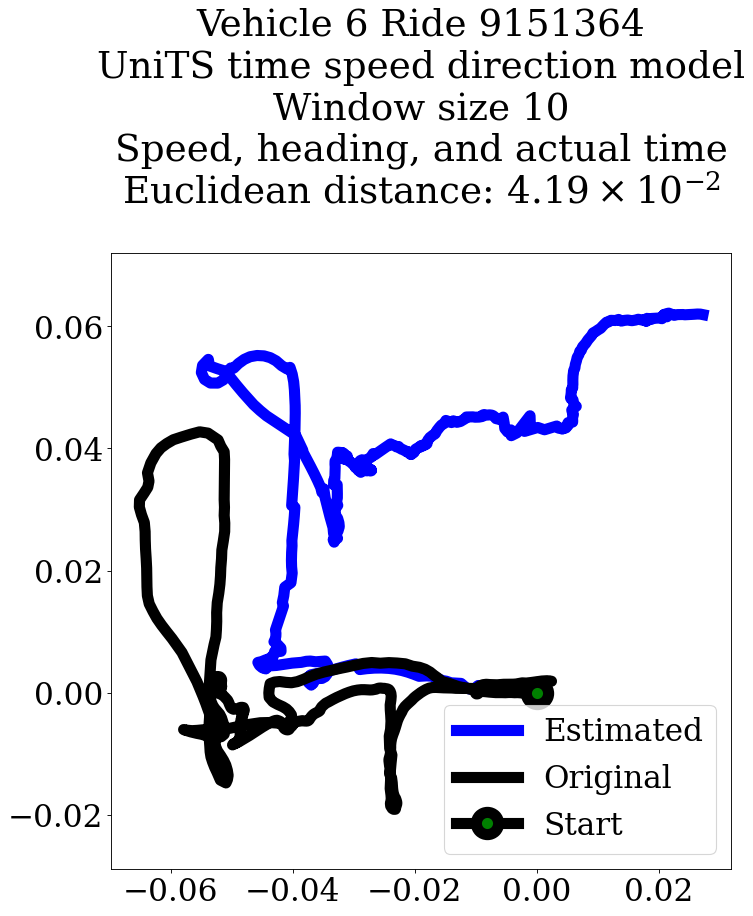 Vehicle 6 Ride 9151364
UniTS time speed direction model
Window size 10
Speed, heading, and actual time
Euclidean distance: 4.19 × 10⁻²
0.06
0.04
0.02
0.00
−0.02
Estimated
Original
Start
−0.06 −0.04 −0.02 0.00 0.02